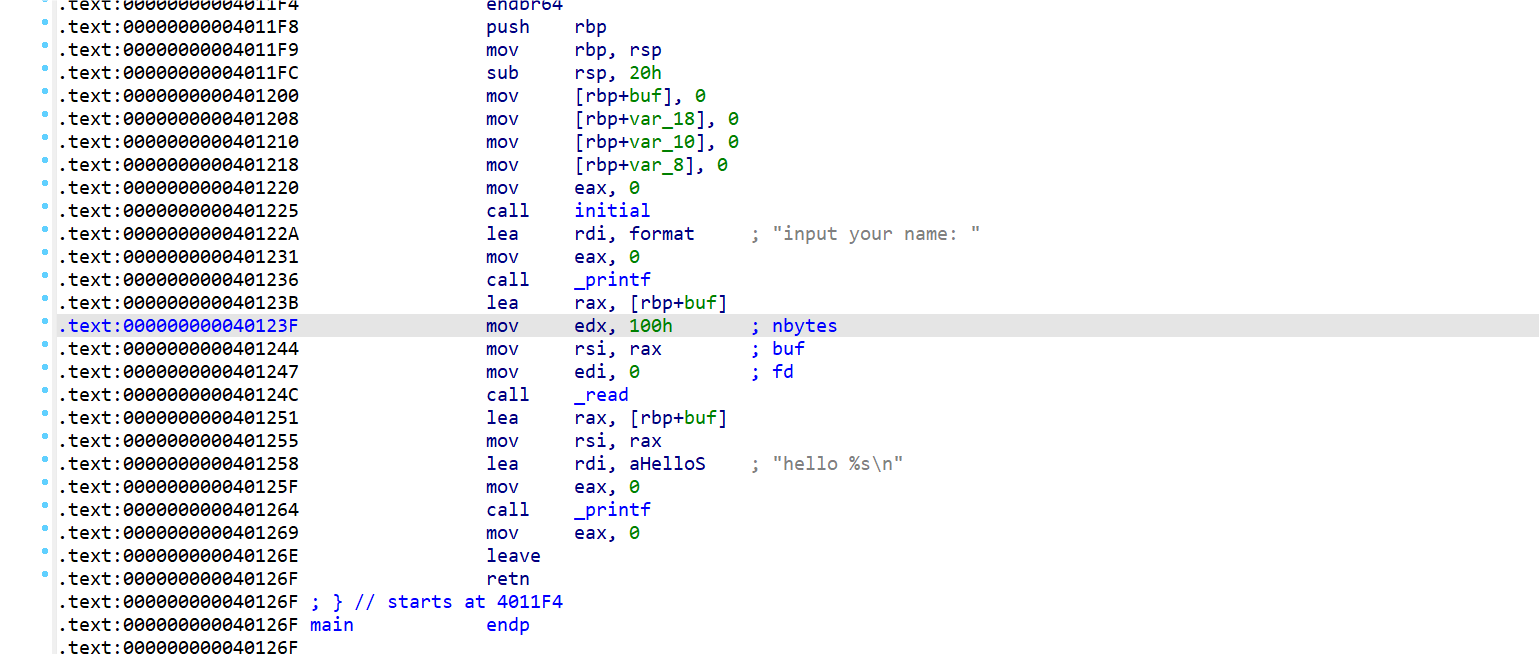 .text:00000000004011F4 endbr64
.text:00000000004011F8 push rbp
.text:00000000004011F9 mov rbp, rsp
.text:00000000004011FC sub rsp, 20h
.text:0000000000401200 mov [rbp+buf], 0
.text:0000000000401208 mov [rbp+var_18], 0
.text:0000000000401210 mov [rbp+var_10], 0
.text:0000000000401218 mov [rbp+var_8], 0
.text:0000000000401220 mov eax, 0
.text:0000000000401225 call initial
.text:000000000040122A lea rdi, format ; "input your name: "
.text:0000000000401231 mov eax, 0
.text:0000000000401236 call _printf
.text:000000000040123B lea rax, [rbp+buf]
.text:000000000040123F mov edx, 100h ; nbytes
.text:0000000000401244 mov rsi, rax ; buf
.text:0000000000401247 mov edi, 0 ; fd
.text:000000000040124C call _read
.text:0000000000401251 lea rax, [rbp+buf]
.text:0000000000401255 mov rsi, rax
.text:0000000000401258 lea rdi, aHelloS ; "hello %s\n"
.text:000000000040125F mov eax, 0
.text:0000000000401264 call _printf
.text:0000000000401269 mov eax, 0
.text:000000000040126E leave
.text:000000000040126F retn
.text:000000000040126F ; } // starts at 4011F4
.text:000000000040126F main endp
.text:000000000040126F